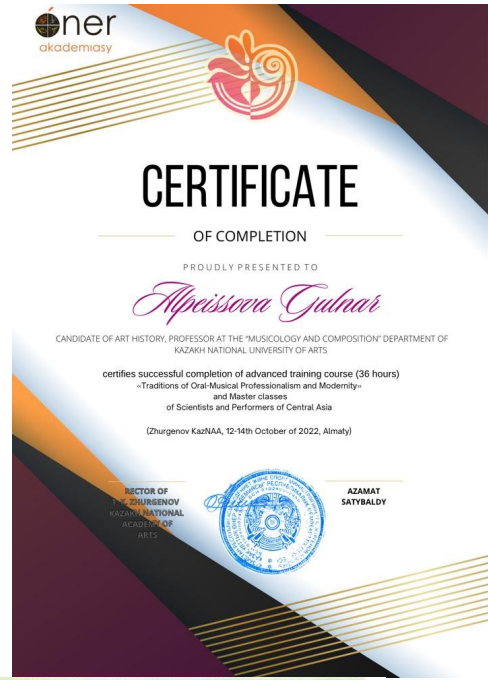 óner
akademıasy
CERTIFICATE
OF COMPLETION
PROUDLY PRESENTED TO
Alpeissova Gulnar
CANDIDATE OF ART HISTORY, PROFESSOR AT THE "MUSICOLOGY AND COMPOSITION" DEPARTMENT OF
KAZAKH NATIONAL UNIVERSITY OF ARTS
certifies successful completion of advanced training course (36 hours)
«Traditions of Oral-Musical Professionalism and Modernity»
and Master classes
of Scientists and Performers of Central Asia
(Zhurgenov KazNAA, 12-14th October of 2022, Almaty)
RECTOR OF
ZHURGENOV
KAZAKH NATIONAL
ACADEMY OF
ARTS
AZAMAT
SATYBALDY